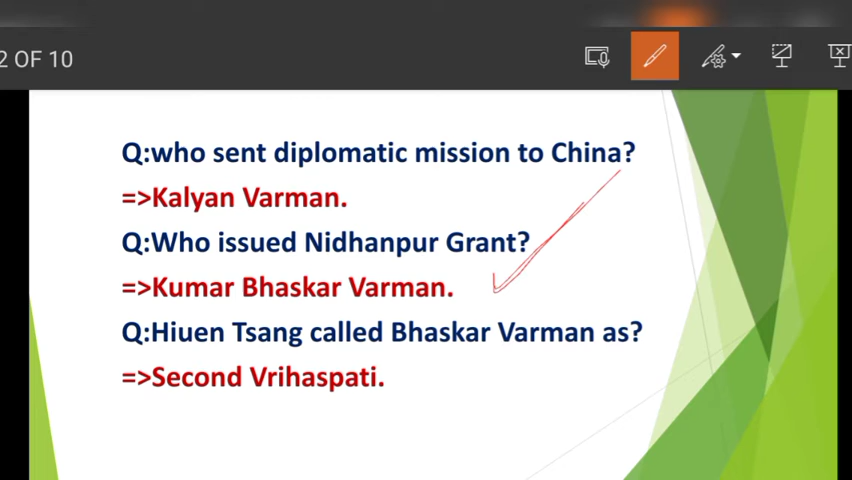 2 OF 10
Q:who sent diplomatic mission to China?
=>Kalyan Varman.
Q:Who issued Nidhanpur Grant?
=>Kumar Bhaskar Varman.
Q:Hiuen Tsang called Bhaskar Varman as?
=>Second Vrihaspati.